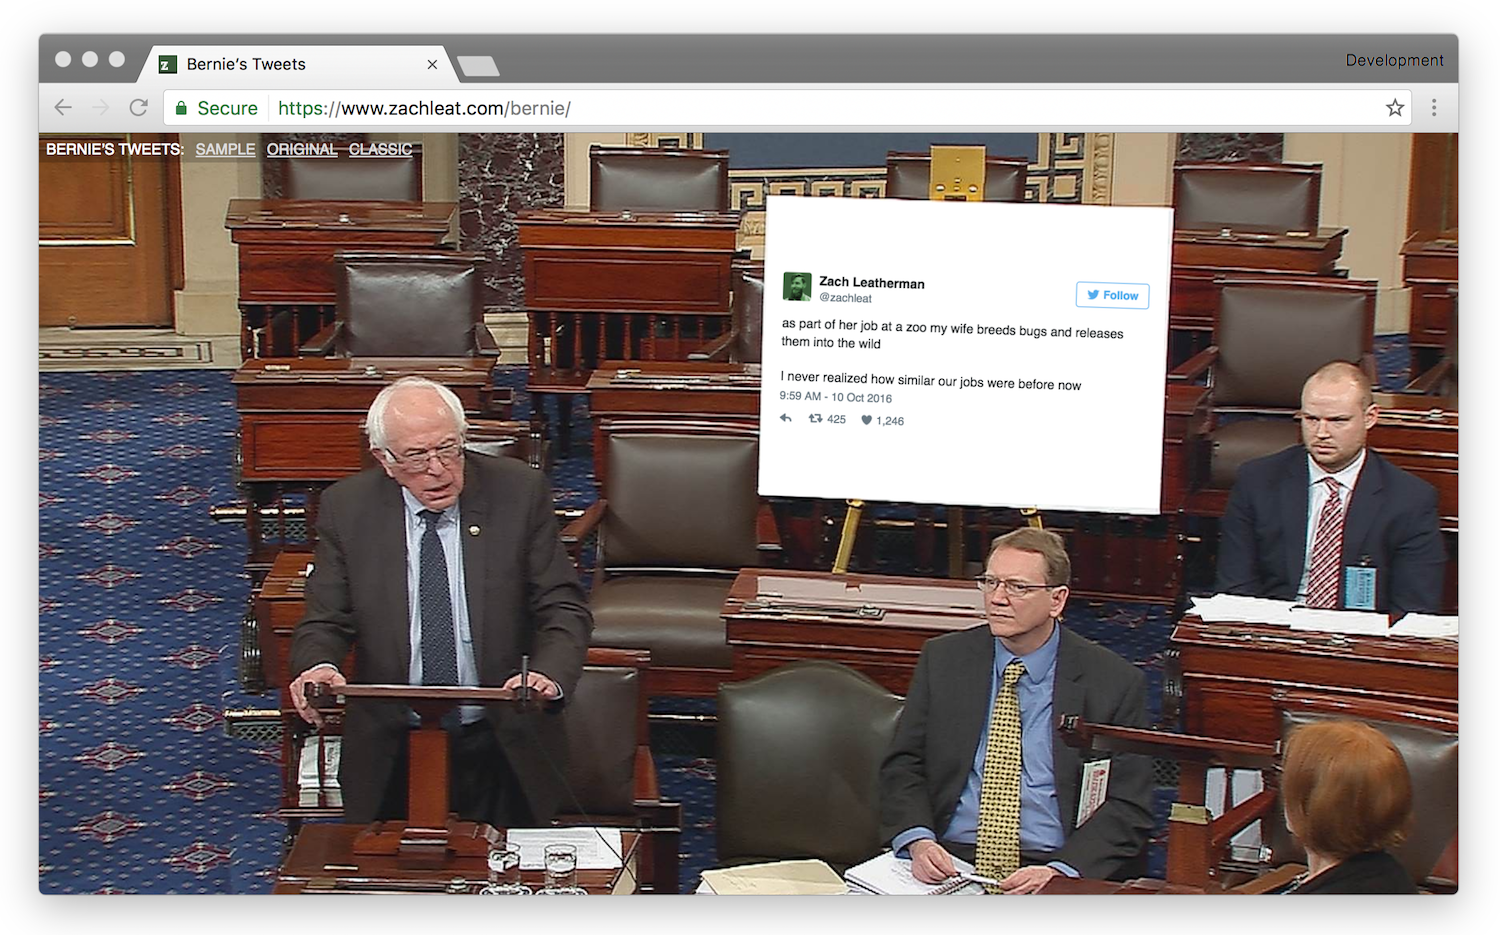 Bernie's Tweets
Development
Secure https://www.zachleat.com/bernie/
BERNIE'S TWEETS: SAMPLE ORIGINAL CLASSIC
Zach Leatherman
@zachleat
Follow
as part of her job at a zoo my wife breeds bugs and releases
them into the wild
I never realized how similar our jobs were before now
9:59 AM - 10 Oct 2016
425 1,246